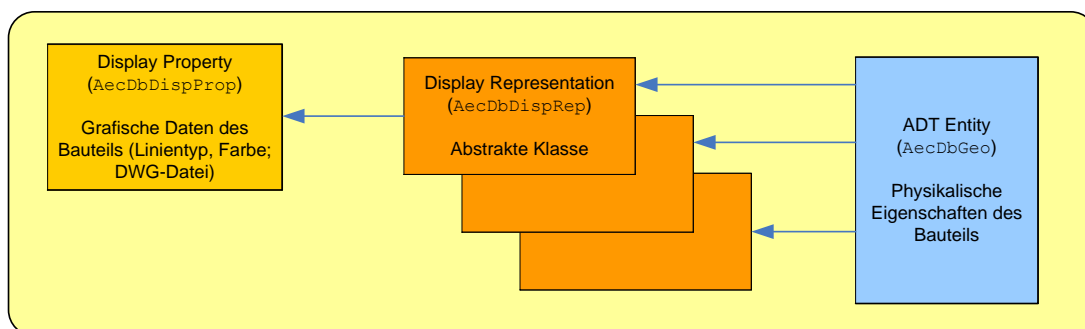 Display Property
(AecDbDispProp)
Grafische Daten des
Bauteils (Linientyp, Farbe;
DWG-Datei)
Display Representation
(AecDbDispRep)
Abstrakte Klasse
ADT Entity
(AecDbGeo)
Physikalische
Eigenschaften des
Bauteils